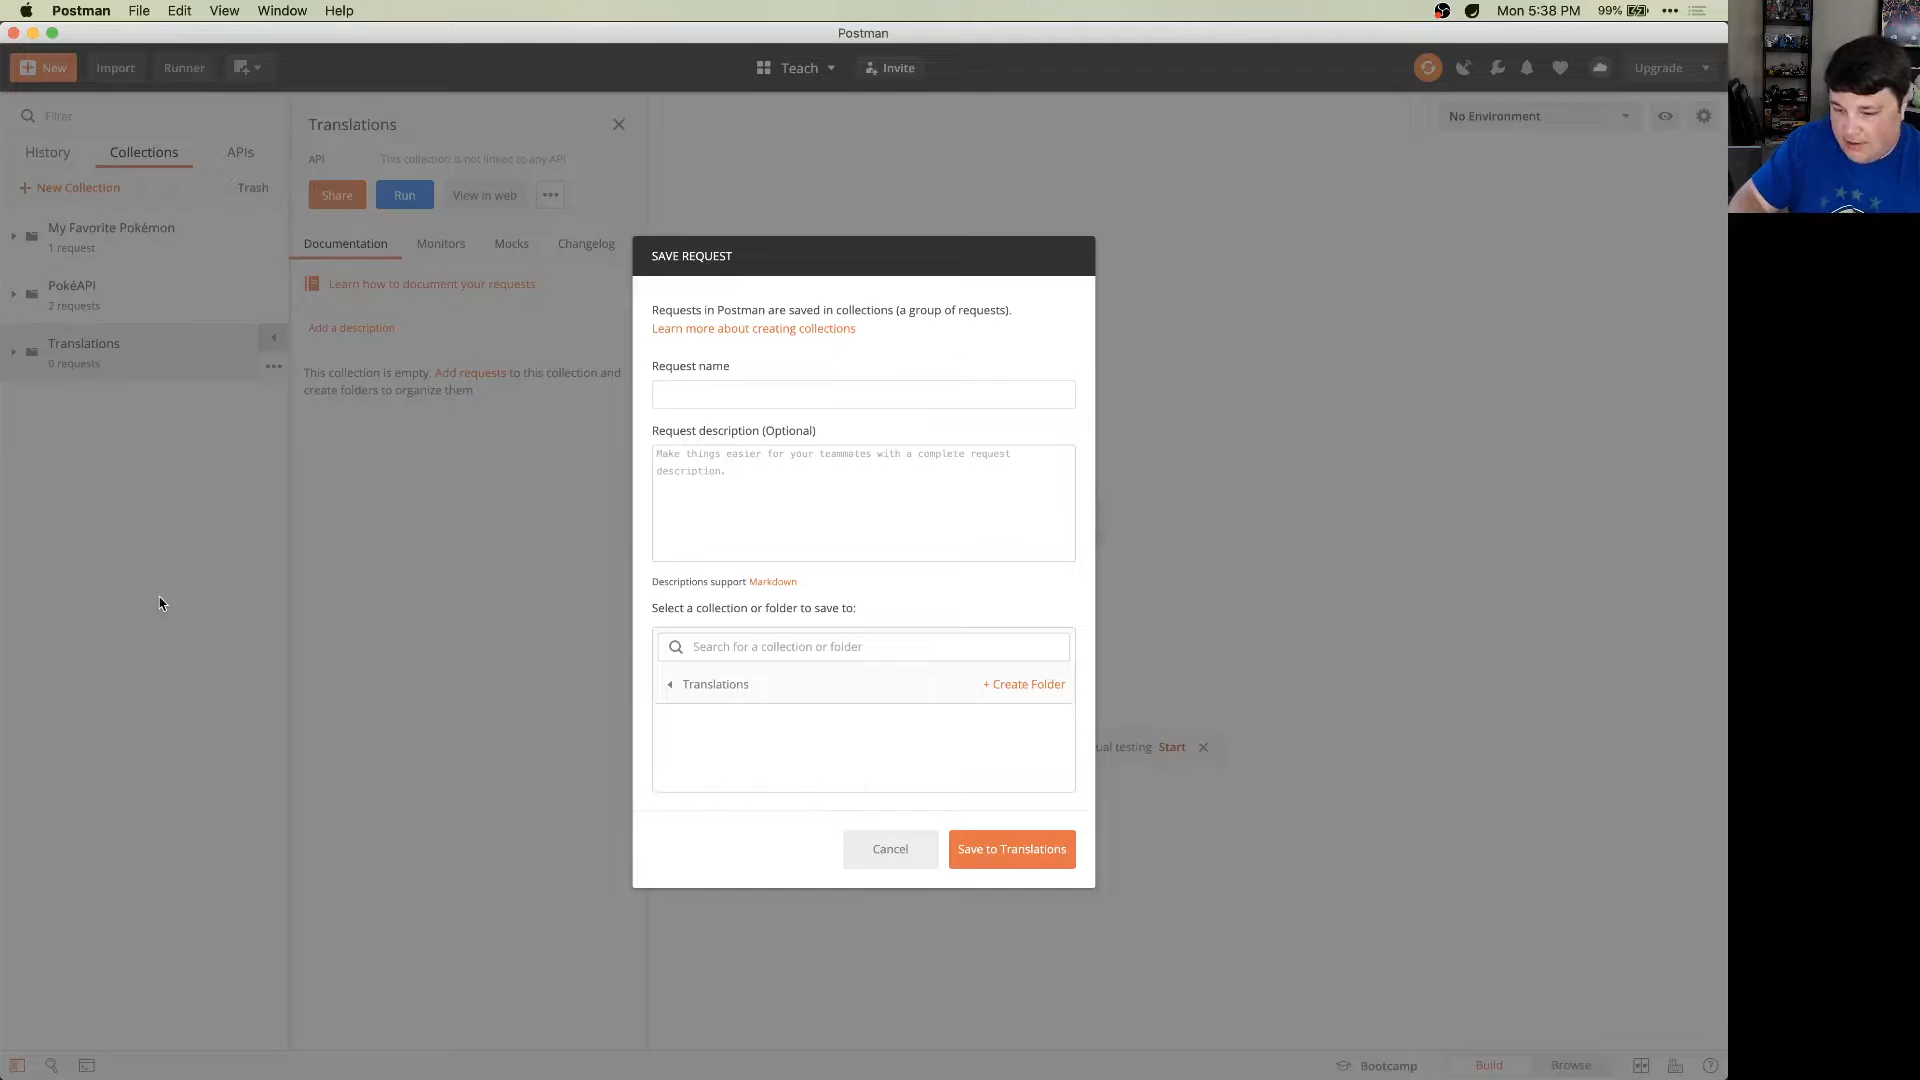 Postman File Edit View Window Help
Mon 5:38 PM 99%
Postman
New Import Runner
Teach Invite
Upgrade
Filter
History Collections APIs
New Collection Trash
My Favorite Pokémon
1 request
PokéAPI
2 requests
Translations
0 requests
Translations
API This collection is not linked to any API
Share Run View in web
Documentation Monitors Mocks Changelog
Learn how to document your requests
Add a description
This collection is empty. Add requests to this collection and
create folders to organize them
No Environment
SAVE REQUEST
Requests in Postman are saved in collections (a group of requests).
Learn more about creating collections
Request name
Request description (Optional)
Make things easier for your teammates with a complete request
description.
Descriptions support Markdown
Select a collection or folder to save to:
Search for a collection or folder
Translations + Create Folder
Cancel Save to Translations
ual testing Start
Bootcamp Build Browse